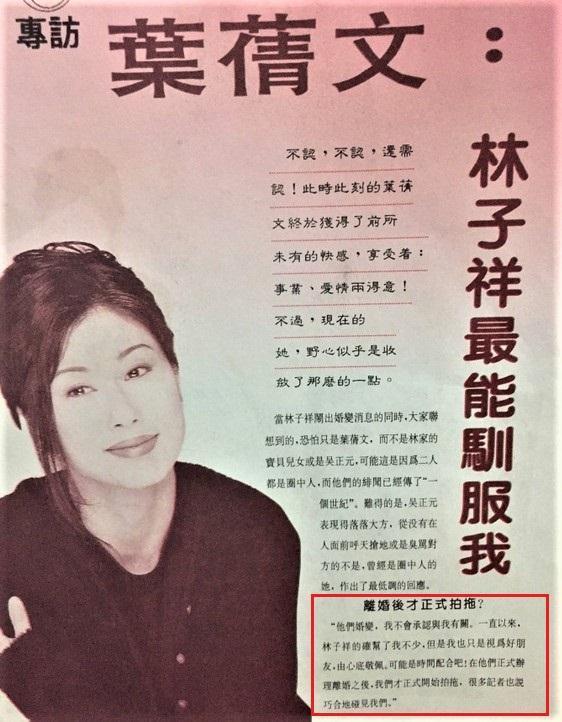 專訪
葉蒨文：
林子祥最能馴服我
不認，不認，還需
認！此時此刻的葉蒨
文終於獲得了前所
未有的快感，享受着：
事業、愛情兩得意！
不過，現在的
她，野心似乎是收
斂了那麼的一點。
當林子祥鬧出婚變消息的同時，大家聯
想到的，恐怕只是葉蒨文，而不是林家的
寶貝兒女或是吴正元，可能這是因爲二人
都是圈中人，而他們的緋聞已經傳了“一
個世紀”。難得的是，吴正元
表現得落落大方，從没有在
人面前呼天搶地或是臭罵對
方的不是，曾經是圈中人的
她，作出了最低調的回應。
離婚後才正式拍拖?
“他們婚變，我不會承認與我有關。一直以來，
林子祥的確幫了我不少，但是我也只是視爲好朋
友，由心底敬佩。可能是時間配合吧!在他們正式辦
理離婚之後，我們才正式開始拍拖，很多記者也説
巧合地碰見我們。”